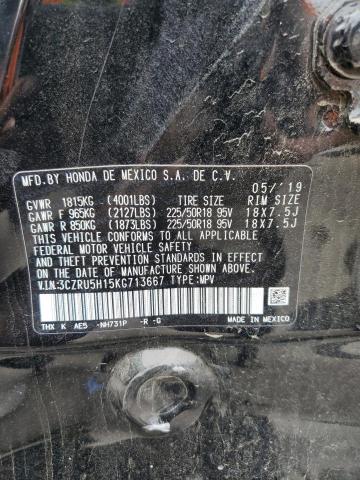 MFD.BY HONDA DE MEXICO S.A. DE C.V.
05/'19
GVWR 1815KG (4001LBS) TIRE SIZE RIM SIZE
GAWR F 965KG (2127LBS) 225/50R18 95V 18X7.5J
GAWR R 850KG (1873LBS) 225/50R18 95V 18X7.5J
THIS VEHICLE CONFORMS TO ALL APPLICABLE
FEDERAL MOTOR VEHICLE SAFETY
AND THEFT PREVENTION STANDARDS IN EFFECT
ON THE DATE OF MANUFACTURE SHOWN ABOVE.
V.I.N:3CZRU5H15KG713667 TYPE:MPV
THX K AE5 -NH731P -R -G MADE IN MEXICO